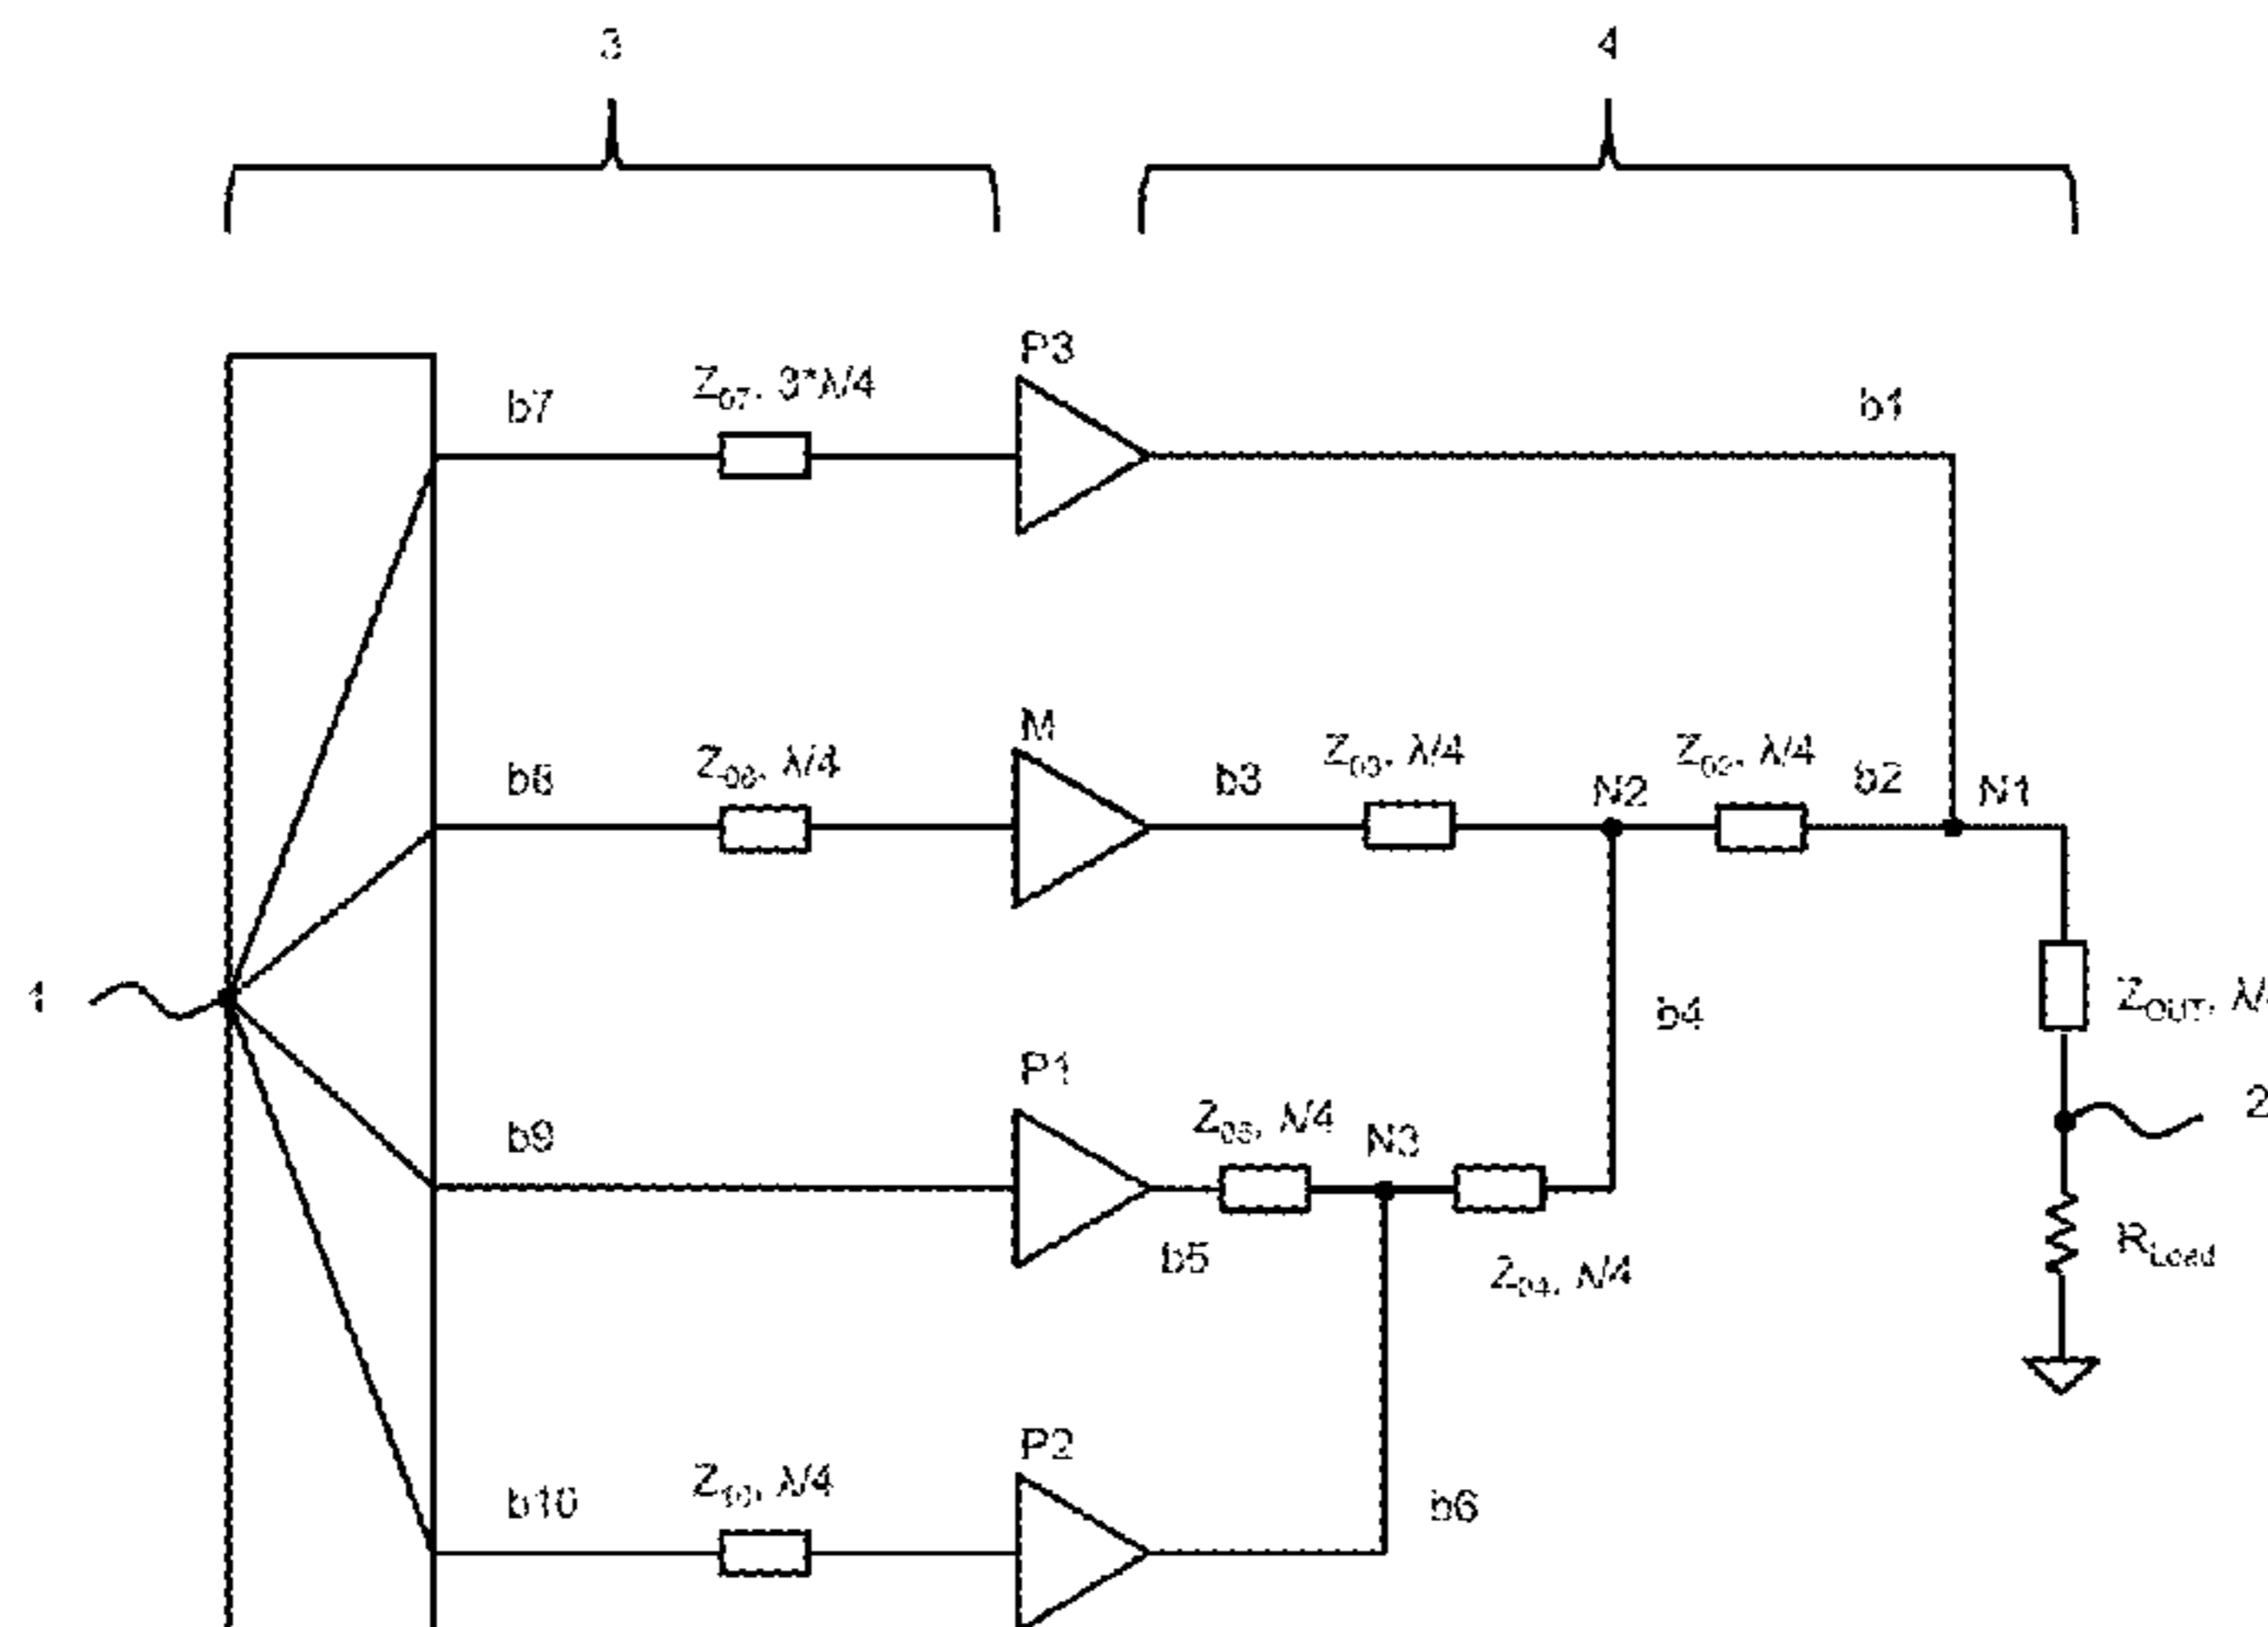 3
4
P3
Z07, 3*λ/4
b7
b1
M
Z08, λ/4
b8
b3
Z03, λ/4
N2
Z02, λ/4
b2
N1
1
ZOUT, λ/
b4
2
P1
b9
Z05, λ/4
N3
b5
Z04, λ/4
RLoad
P2
b10
Z10, λ/4
b6